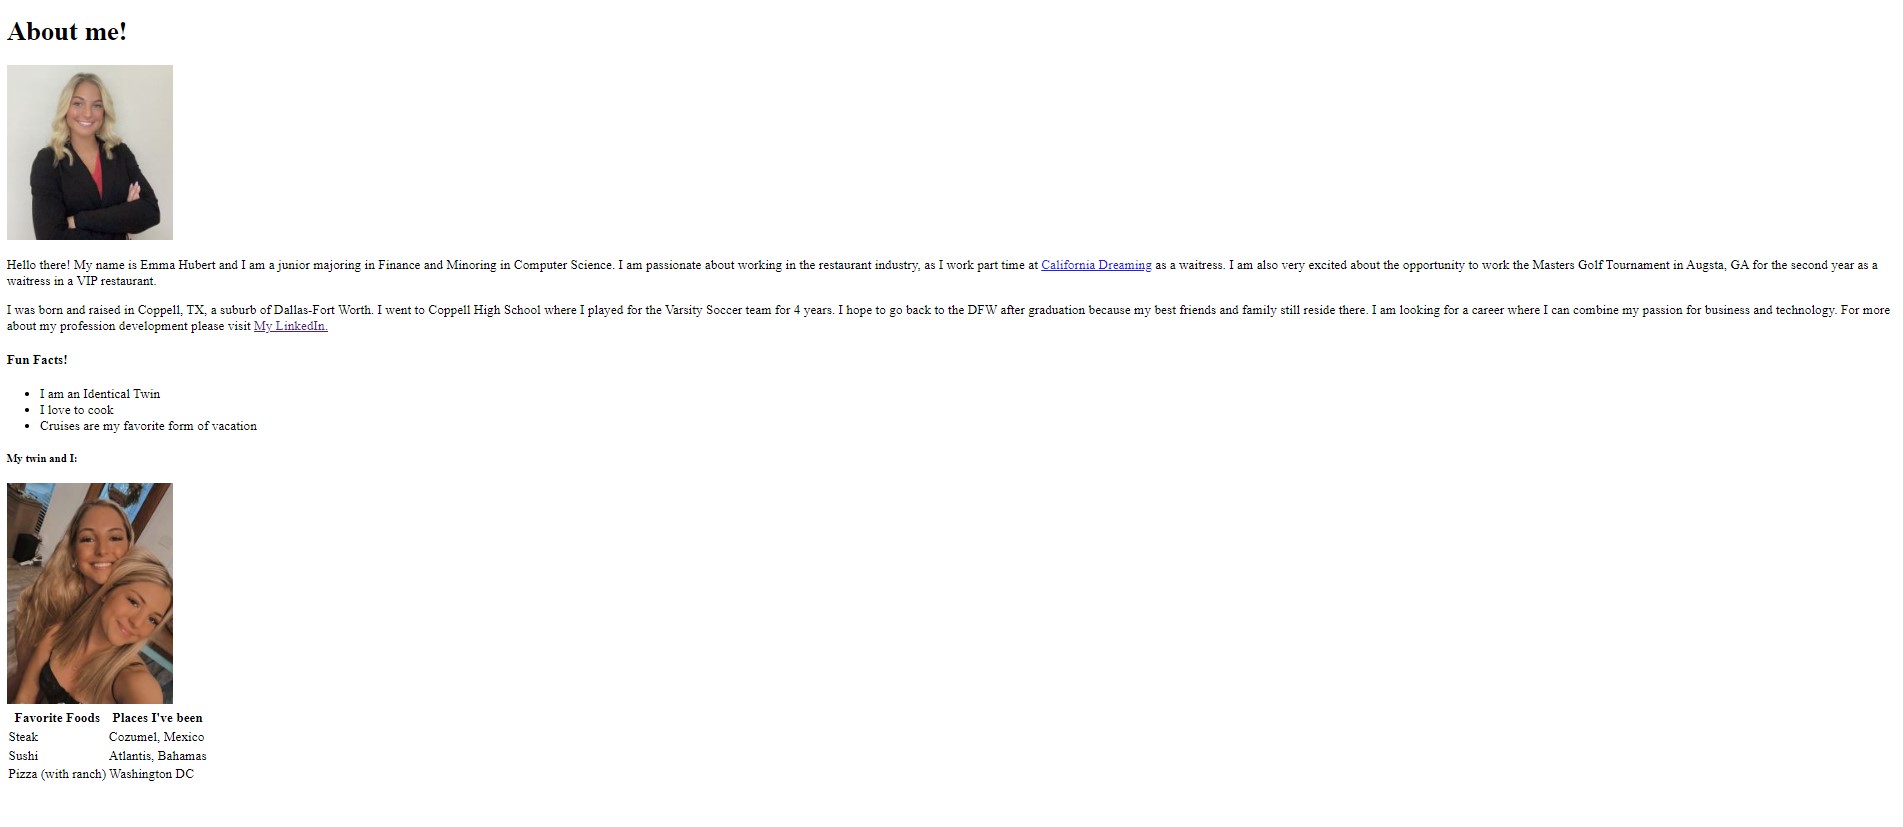 About me!
Hello there! My name is Emma Hubert and I am a junior majoring in Finance and Minoring in Computer Science. I am passionate about working in the restaurant industry, as I work part time at California Dreaming as a waitress. I am also very excited about the opportunity to work the Masters Golf Tournament in Augsta, GA for the second year as a
waitress in a VIP restaurant.
I was born and raised in Coppell, TX, a suburb of Dallas-Fort Worth. I went to Coppell High School where I played for the Varsity Soccer team for 4 years. I hope to go back to the DFW after graduation because my best friends and family still reside there. I am looking for a career where I can combine my passion for business and technology. For more
about my profession development please visit My LinkedIn.
Fun Facts!
• I am an Identical Twin
• I love to cook
• Cruises are my favorite form of vacation
My twin and I:
Favorite Foods Places I've been
Steak Cozumel, Mexico
Sushi Atlantis, Bahamas
Pizza (with ranch) Washington DC